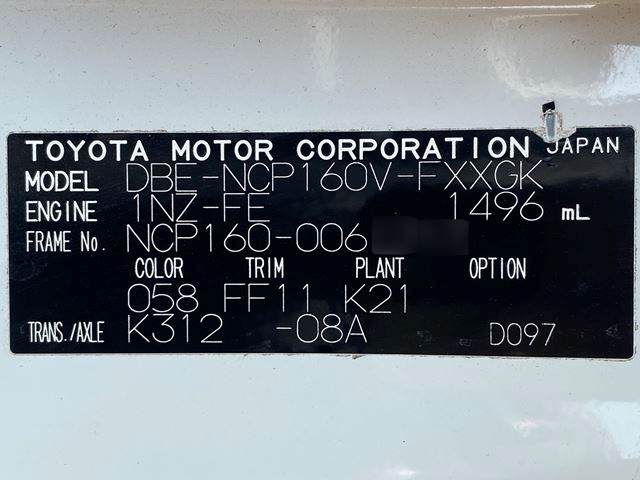 TOYOTA MOTOR CORPORATION JAPAN
MODEL DBE-NCP160V-FXXGK
ENGINE 1NZ-FE 1496 mL
FRAME No. NCP160-006
COLOR TRIM PLANT OPTION
058 FF11 K21
TRANS./AXLE K312 -08A D097